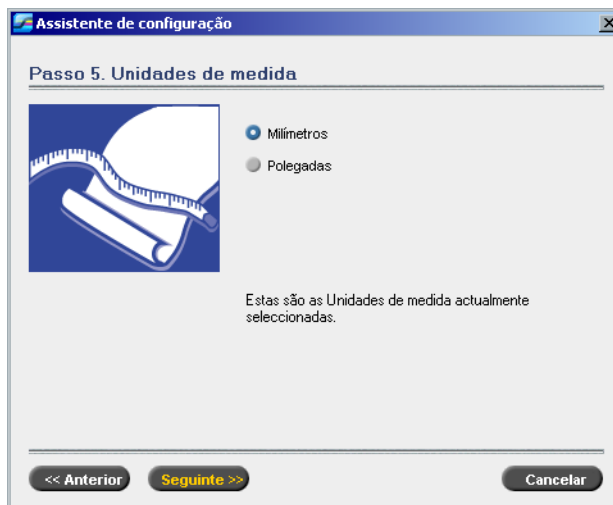 Assistente de configuração
Passo 5. Unidades de medida
Milímetros
Polegadas
Estas são as Unidades de medida actualmente
seleccionadas.
<< Anterior
Seguinte >>
Cancelar